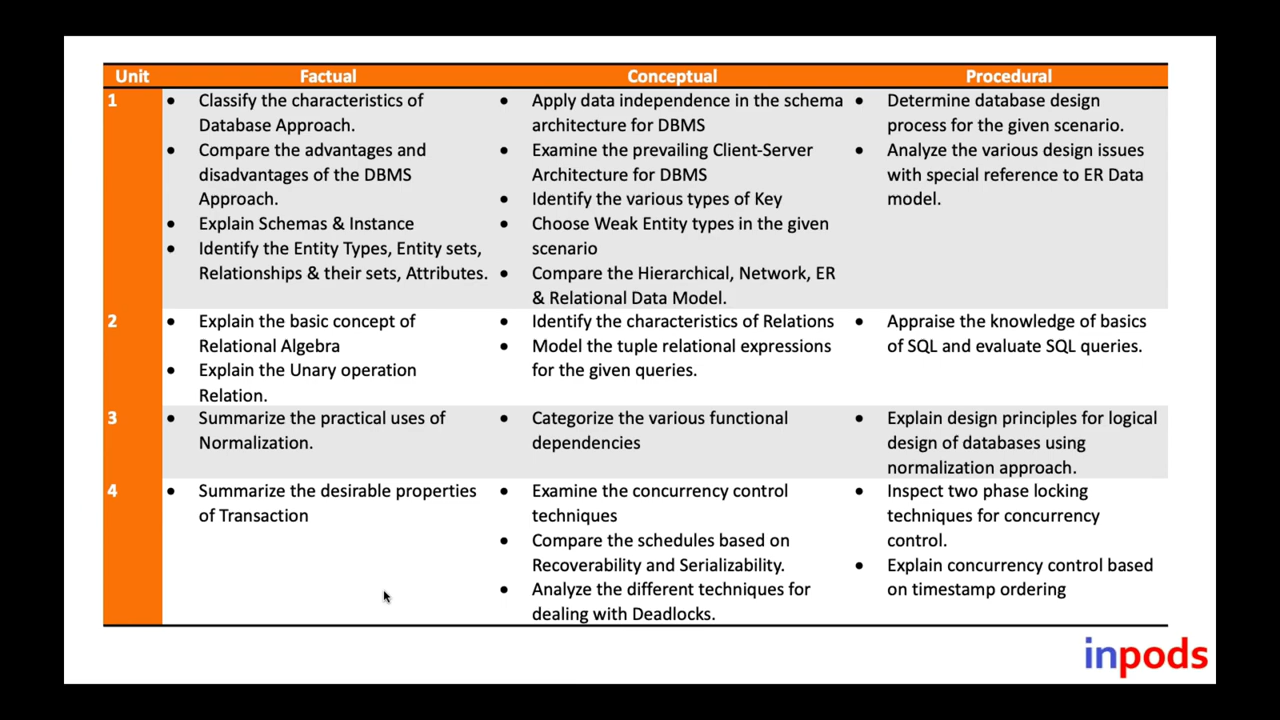 Unit Factual Conceptual Procedural
1
• Classify the characteristics of
Database Approach.
• Compare the advantages and
disadvantages of the DBMS
Approach.
• Explain Schemas & Instance
• Identify the Entity Types, Entity sets,
Relationships & their sets, Attributes.
• Apply data independence in the schema
architecture for DBMS
• Examine the prevailing Client-Server
Architecture for DBMS
• Identify the various types of Key
• Choose Weak Entity types in the given
scenario
• Compare the Hierarchical, Network, ER
& Relational Data Model.
• Determine database design
process for the given scenario.
• Analyze the various design issues
with special reference to ER Data
model.
2
• Explain the basic concept of
Relational Algebra
• Explain the Unary operation
Relation.
• Identify the characteristics of Relations
• Model the tuple relational expressions
for the given queries.
• Appraise the knowledge of basics
of SQL and evaluate SQL queries.
3
• Summarize the practical uses of
Normalization.
• Categorize the various functional
dependencies
• Explain design principles for logical
design of databases using
normalization approach.
4
• Summarize the desirable properties
of Transaction
• Examine the concurrency control
techniques
• Compare the schedules based on
Recoverability and Serializability.
• Analyze the different techniques for
dealing with Deadlocks.
• Inspect two phase locking
techniques for concurrency
control.
• Explain concurrency control based
on timestamp ordering
inpods